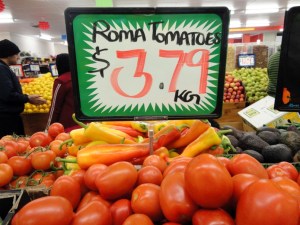 ROMA TOMATOES
$3.79
KG